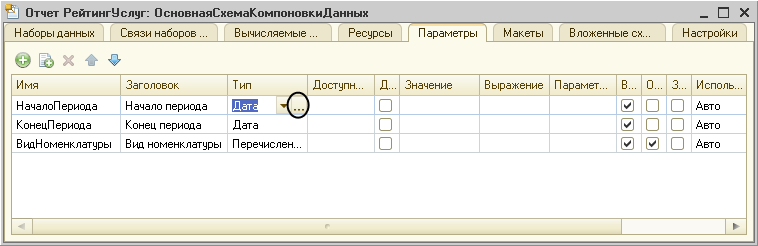 Отчет РейтингУслуг: ОсновнаяСхемаКомпоновкиДанных
Наборы данных Связи наборов ... Вычисляемые ... Ресурсы Параметры Макеты Вложенные сх... Настройки
Имя Заголовок Тип Доступн... Д... Значение Выражение Парамет... В... О... З... Исполь...
НачалоПериода Начало периода Дата ... Авто
КонецПериода Конец периода Дата Авто
ВидНоменклатуры Вид номенклатуры Перечислен... Авто